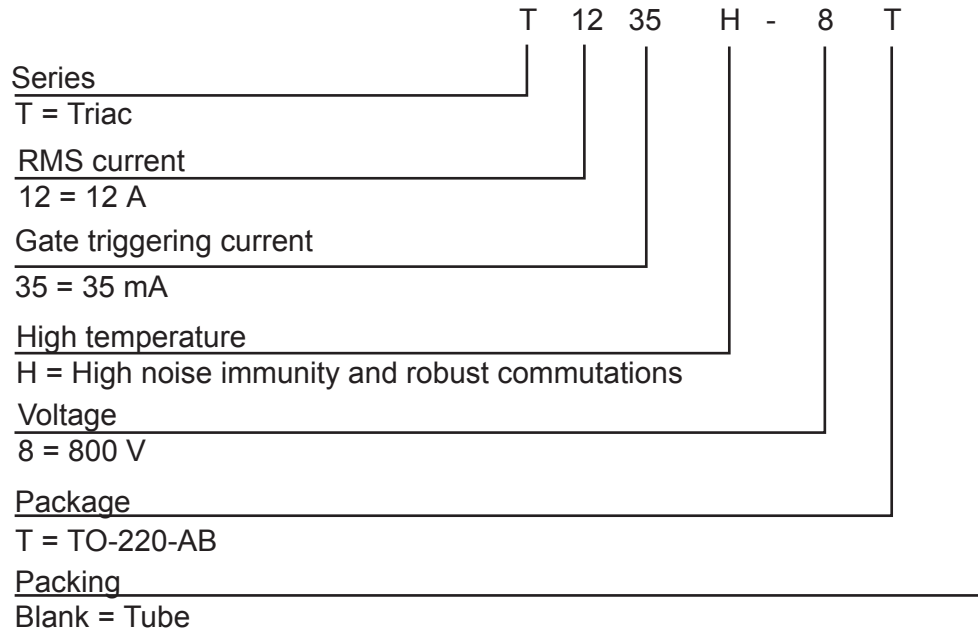 T 12 35 H - 8 T
Series
T = Triac
RMS current
12 = 12 A
Gate triggering current
35 = 35 mA
High temperature
H = High noise immunity and robust commutations
Voltage
8 = 800 V
Package
T = TO-220-AB
Packing
Blank = Tube